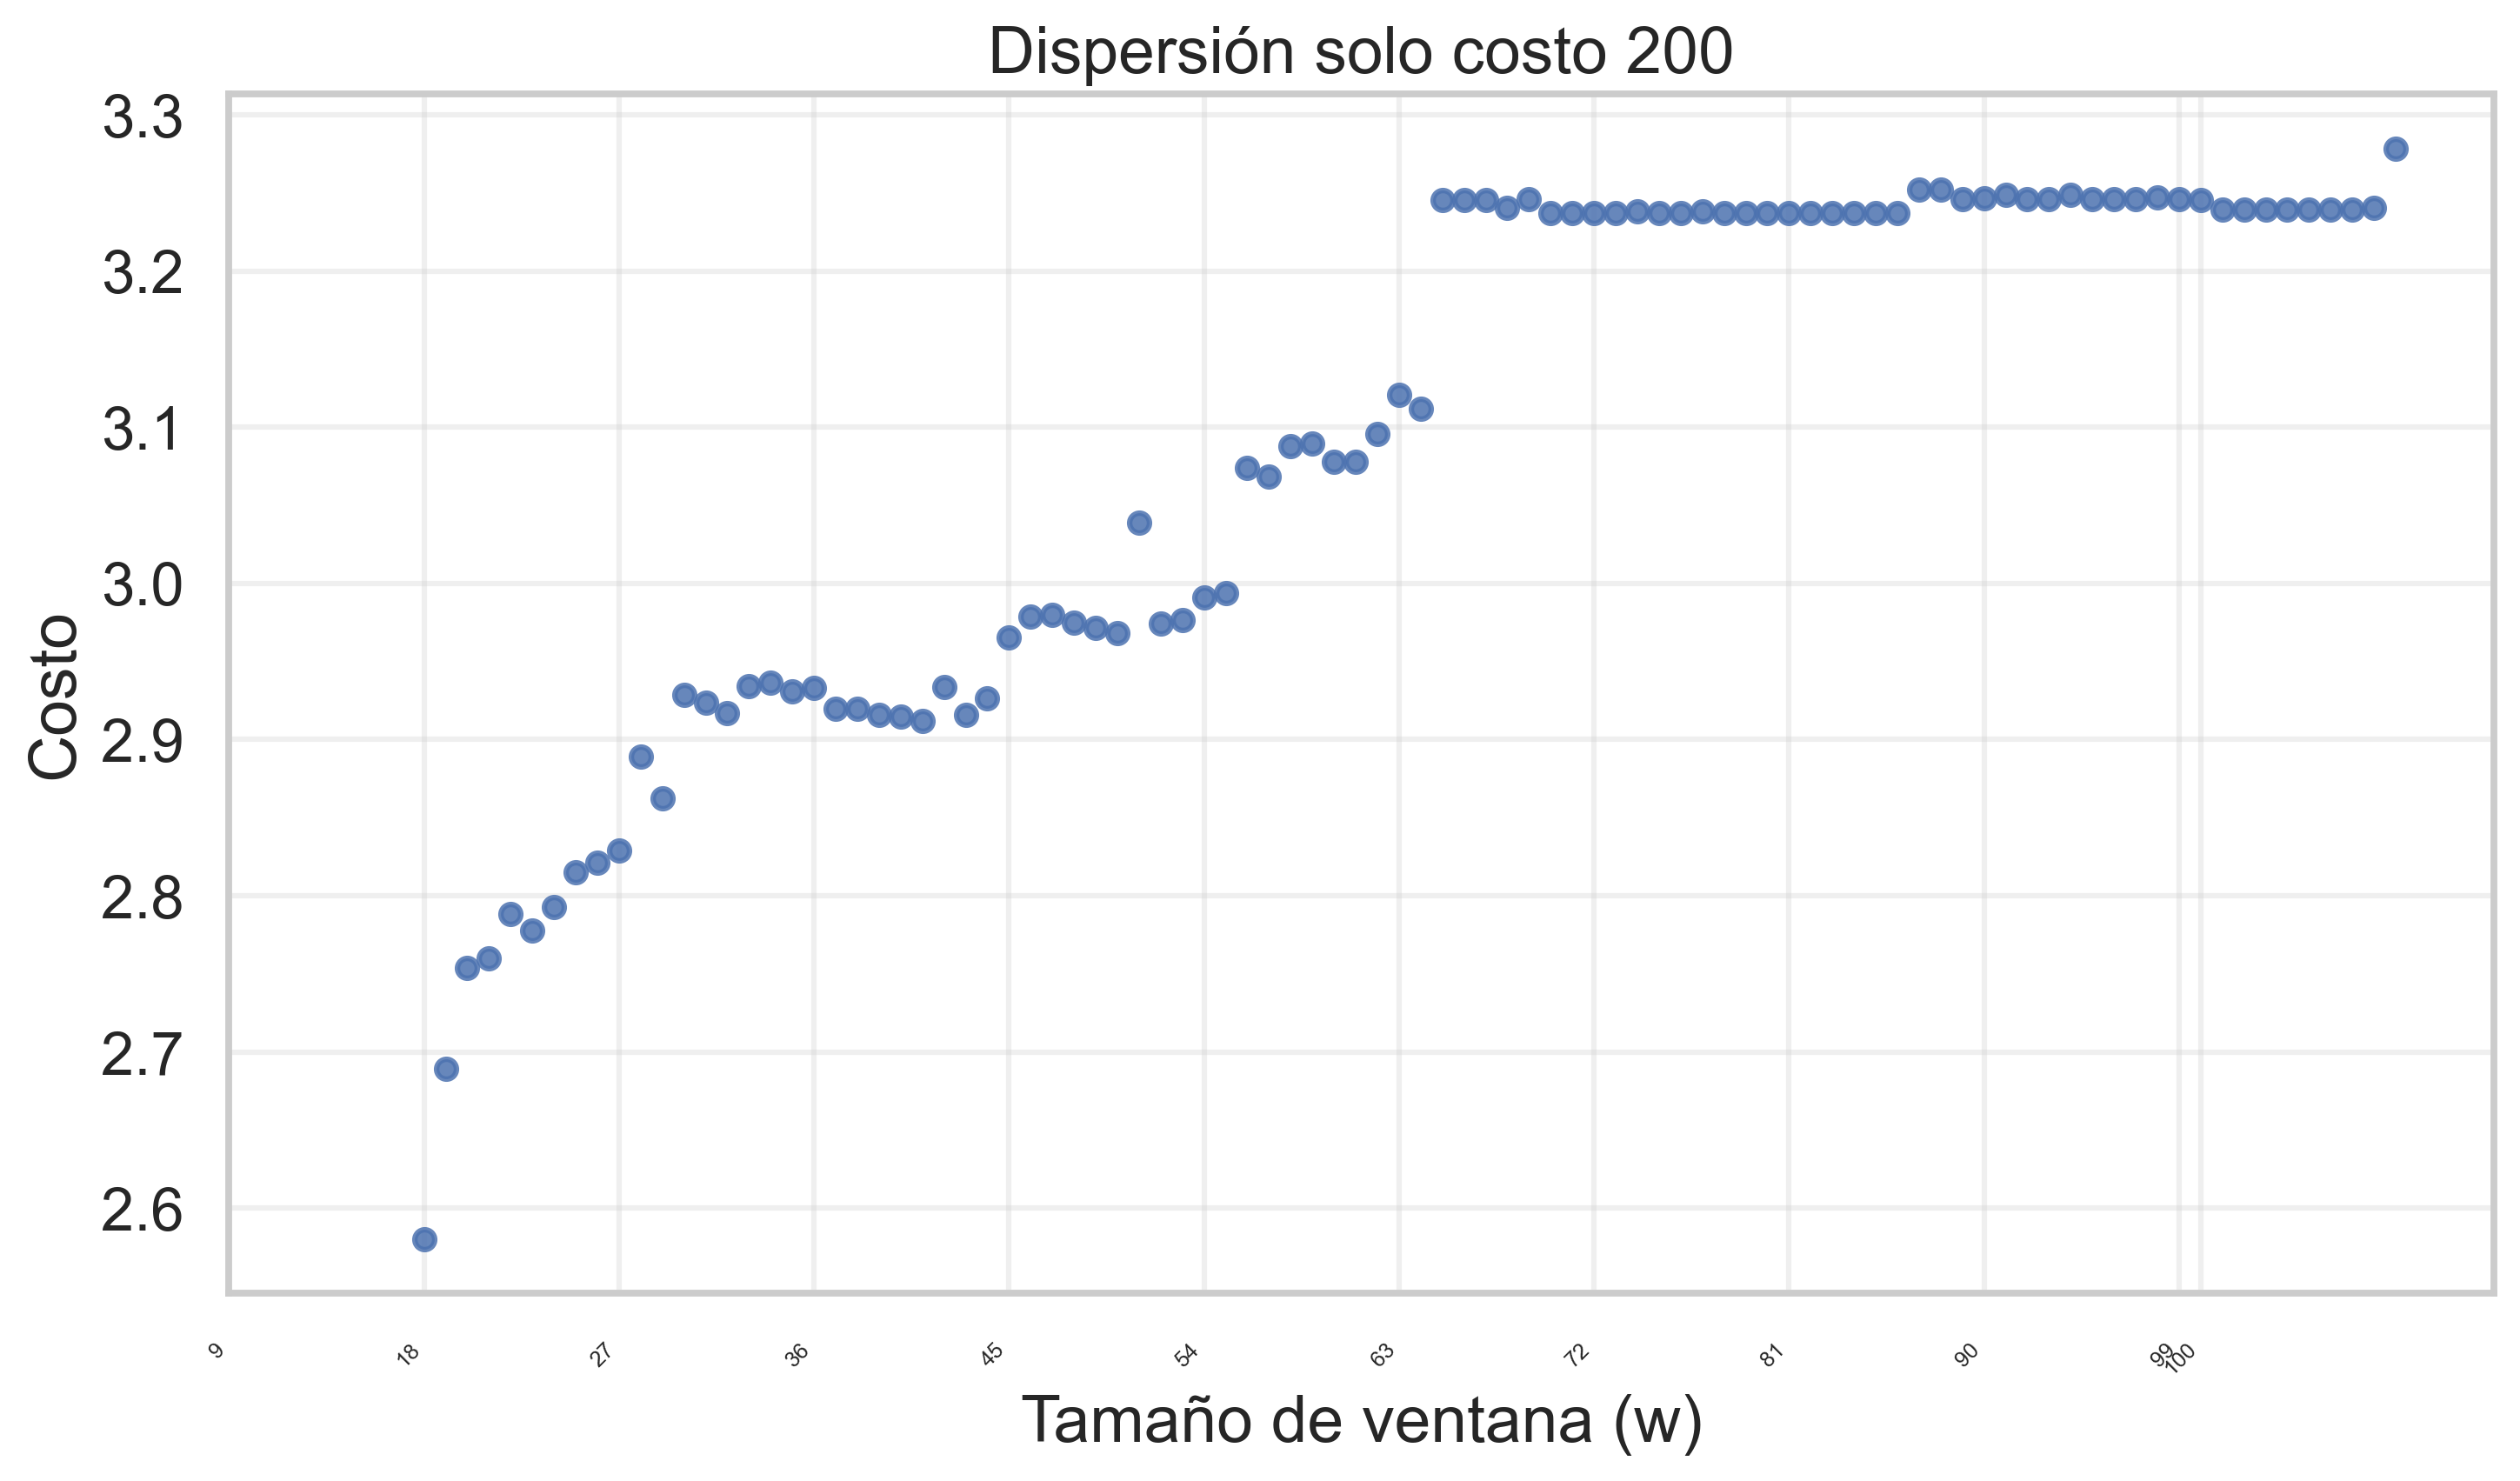 Dispersión solo costo 200
3.3
3.2
3.1
3.0
2.9
2.8
2.7
2.6
Costo
9 18 27 36 45 54 63 72 81 90 99 100
Tamaño de ventana (w)